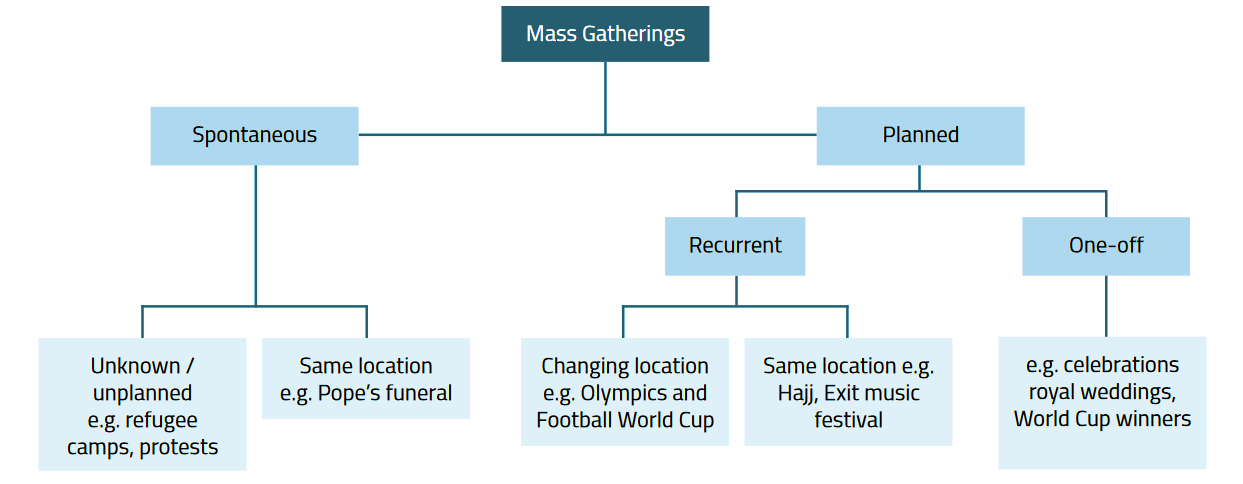 Mass Gatherings
Spontaneous
Planned
Recurrent
One-off
Unknown /
unplanned
e.g. refugee
camps, protests
Same location
e.g. Pope's funeral
Changing location
e.g. Olympics and
Football World Cup
Same location e.g.
Hajj, Exit music
festival
e.g. celebrations
royal weddings,
World Cup winners